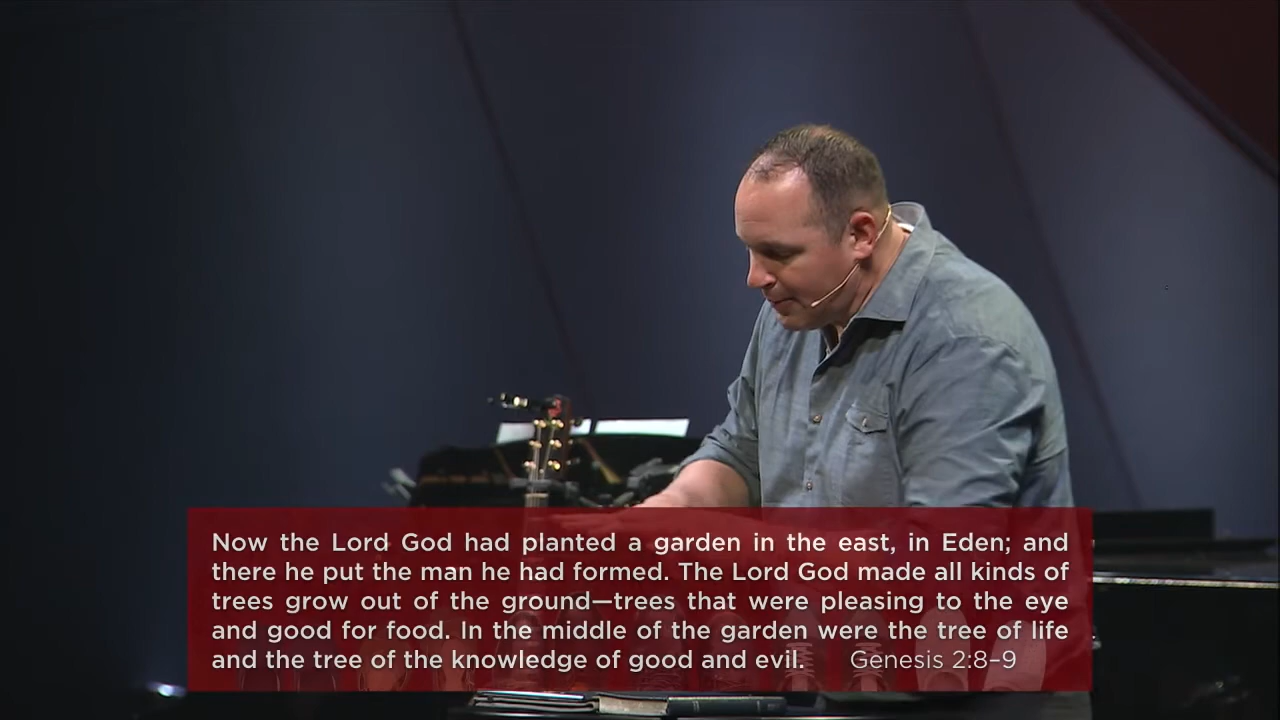 Now the Lord God had planted a garden in the east, in Eden; and
there he put the man he had formed. The Lord God made all kinds of
trees grow out of the ground—trees that were pleasing to the eye
and good for food. In the middle of the garden were the tree of life
and the tree of the knowledge of good and evil. Genesis 2:8–9